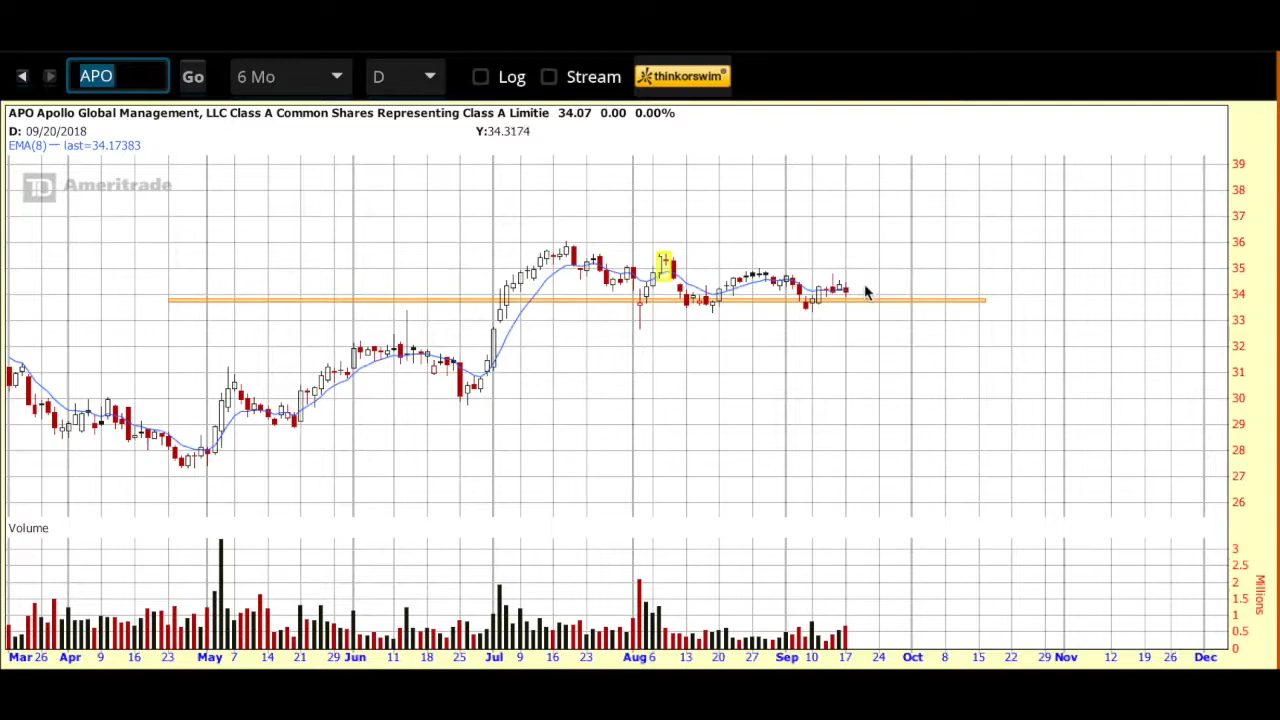 APO Go 6 Mo D Log Stream thinkorswim®
APO Apollo Global Management, LLC Class A Common Shares Representing Class A Limitie 34.07 0.00 0.00%
D: 09/20/2018 Y:34.3174
EMA(8) — last=34.17383
TD Ameritrade
39
38
37
36
35
34
33
32
31
30
29
28
27
26
Volume
3
2.5
2
1.5
1
0.5
0
Millions
Mar 26 Apr 9 16 23 May 7 14 21 29 Jun 11 18 25 Jul 9 16 23 Aug 6 13 20 27 Sep 10 17 24 Oct 8 15 22 29 Nov 12 19 26 Dec